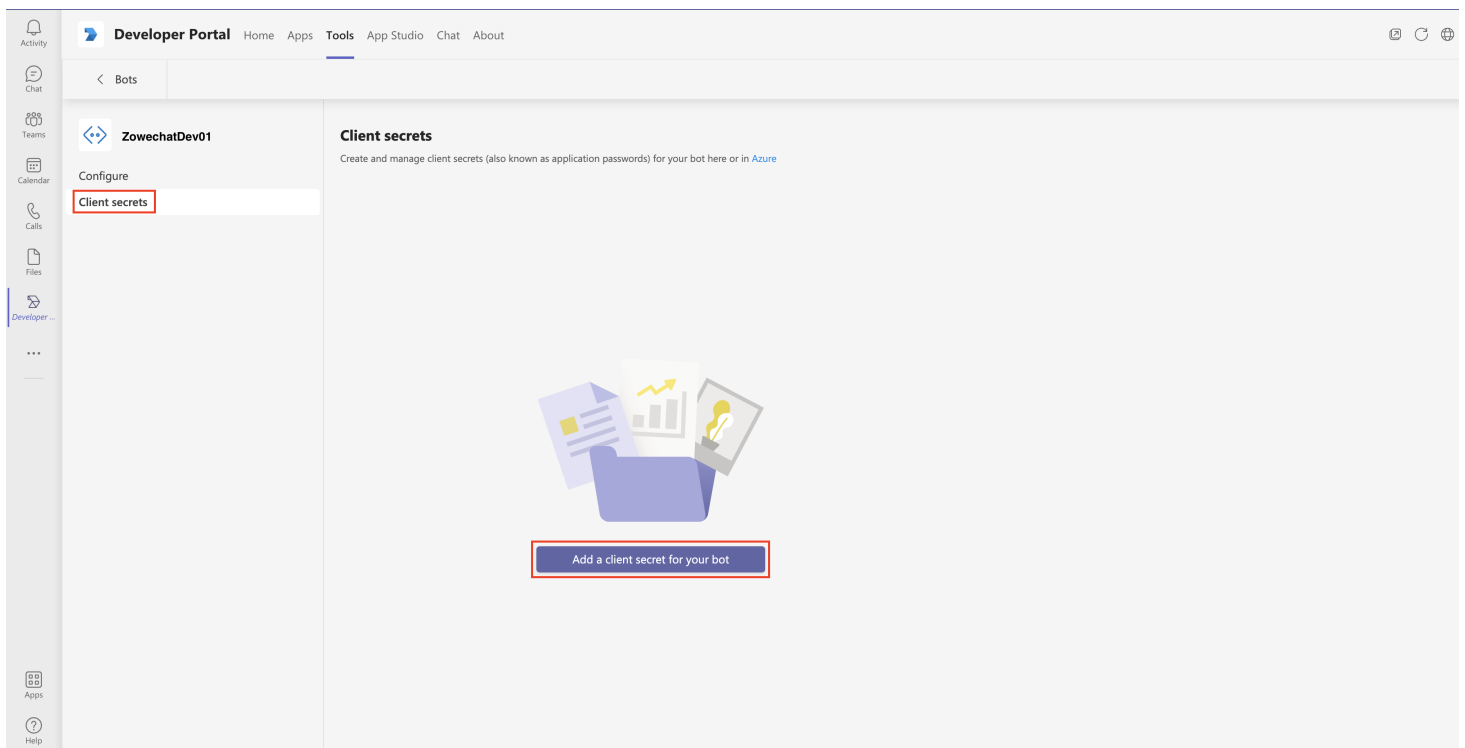 Activity
Chat
Teams
Calendar
Calls
Files
Developer ...
Apps
Help
Developer Portal Home Apps Tools App Studio Chat About
Bots
ZowechatDev01
Configure
Client secrets
Client secrets
Create and manage client secrets (also known as application passwords) for your bot here or in Azure
Add a client secret for your bot